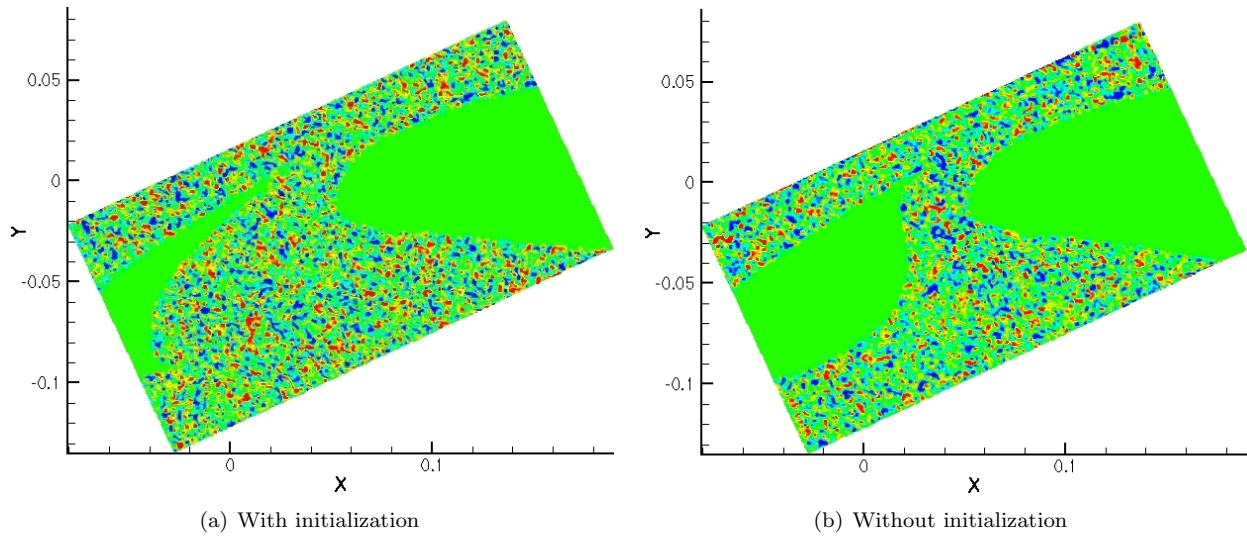 0.05
0
-0.05
-0.1
Y
0
0.1
X
(a) With initialization
0.05
0
-0.05
-0.1
Y
0
0.1
X
(b) Without initialization